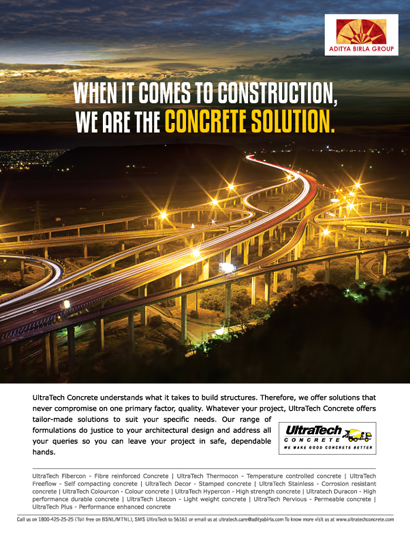 ADITYA BIRLA GROUP
WHEN IT COMES TO CONSTRUCTION,
WE ARE THE CONCRETE SOLUTION.
UltraTech Concrete understands what it takes to build structures. Therefore, we offer solutions that
never compromise on one primary factor, quality. Whatever your project, UltraTech Concrete offers
tailor-made solutions to suit your specific needs. Our range of
formulations do justice to your architectural design and address all
your queries so you can leave your project in safe, dependable
hands.
UltraTech
CONCRETE
WE MAKE GOOD CONCRETE BETTER
UltraTech Fibercon - Fibre reinforced Concrete | UltraTech Thermocon - Temperature controlled concrete | UltraTech
Freeflow - Self compacting concrete | UltraTech Decor - Stamped concrete | UltraTech Stainless - Corrosion resistant
concrete | UltraTech Colourcon - Colour concrete | UltraTech Hypercon - High strength concrete | Ultratech Duracon - High
performance durable concrete | UltraTech Litecon - Light weight concrete | UltraTech Pervious - Permeable concrete |
UltraTech Plus - Performance enhanced concrete
Call us on 1800-425-25-25 (Toll free on BSNL/MTNL), SMS UltraTech to 56161 or email us at ultratech.care@adityabirla.com To know more visit us at www.ultratechconcrete.com